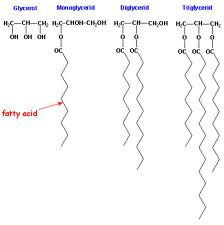 Glycerol Monoglycerid Diglycerid Triglycerid
H₂C—CH—CH₂ H₂C—CHOH—CH₂OH H₂C—CH—CH₂OH H₂C—CH—CH₂
OH OH OH O O O O O O
OC OC OC OC OC OC
fatty acid